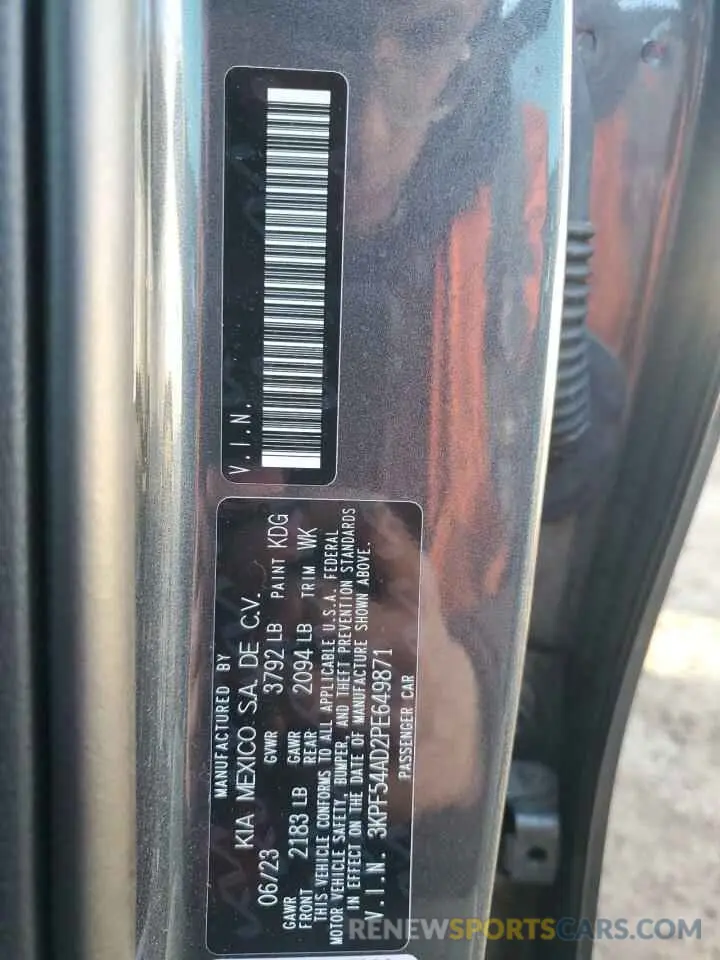 V.I.N.
MANUFACTURED BY
KIA MEXICO S.A. DE C.V.
06/23 GVWR 3792 LB PAINT KDG
GAWR FRONT 2183 LB GAWR REAR 2094 LB TRIM WK
THIS VEHICLE CONFORMS TO ALL APPLICABLE U.S.A. FEDERAL
MOTOR VEHICLE SAFETY, BUMPER, AND THEFT PREVENTION STANDARDS
IN EFFECT ON THE DATE OF MANUFACTURE SHOWN ABOVE.
V.I.N. 3KPF54AD2PE649871
PASSENGER CAR
RENEWSPORTSCARS.COM